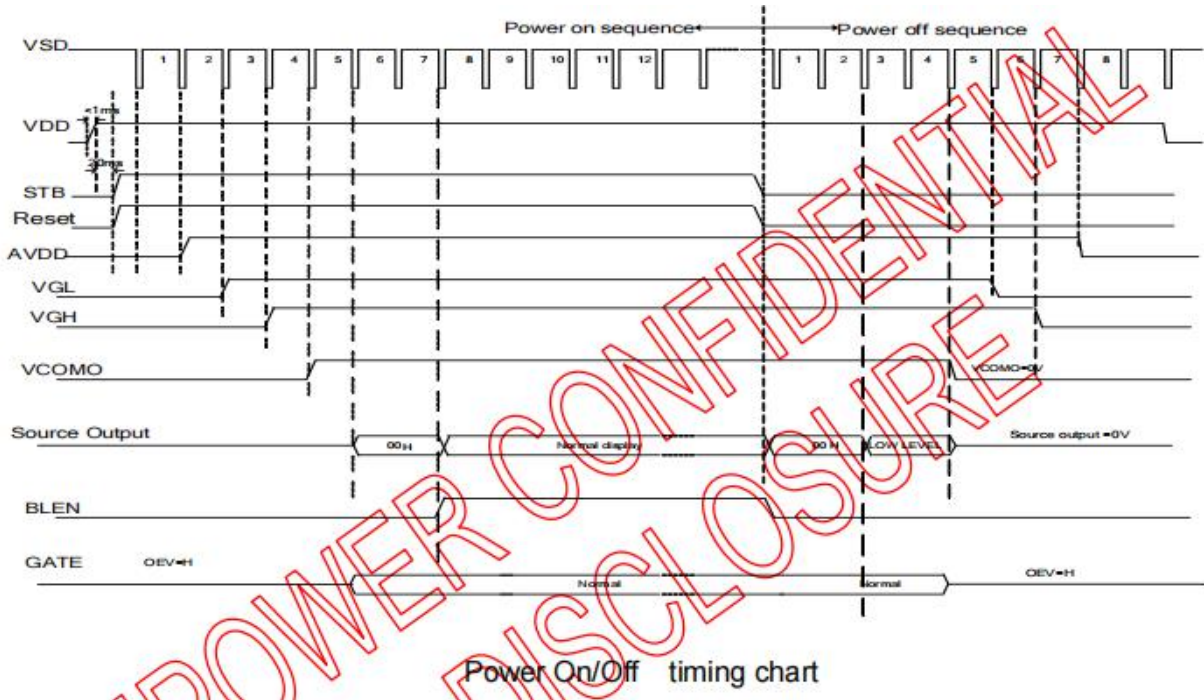 Power on sequence Power off sequence
VSD
1 2 3 4 5 6 7 8 9 10 11 12 1 2 3 4 5 6 7 8
<1ms
VDD
STB
Reset
AVDD
VGL
VGH
VCOMO
VCOMO=0V
Source Output
00H Normal display 00 H LOW LEVEL Source output =0V
BLEN
GATE
OEV=H Normal Normal OEV=H
POWER CONFIDENTIAL
DISCLOSURE
Power On/Off timing chart